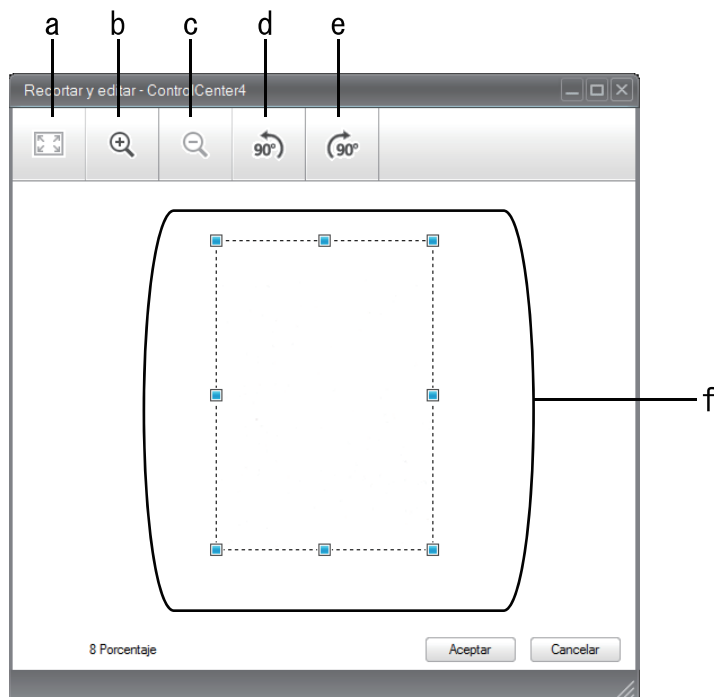 a b c d e
Recortar y editar - ControlCenter4
90° 90°
f
8 Porcentaje Aceptar Cancelar